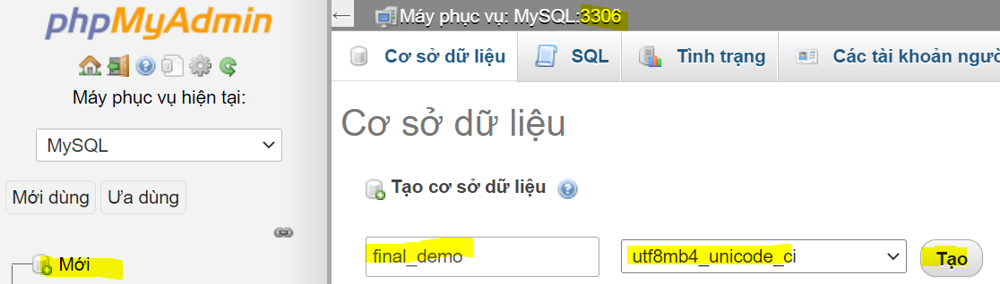 phpMyAdmin
Máy phục vụ hiện tại:
MySQL
Mới dùng Ưa dùng
Mới
← Máy phục vụ: MySQL:3306
Cơ sở dữ liệu SQL Tình trạng Các tài khoản ngườ
Cơ sở dữ liệu
Tạo cơ sở dữ liệu
final_demo utf8mb4_unicode_ci Tạo